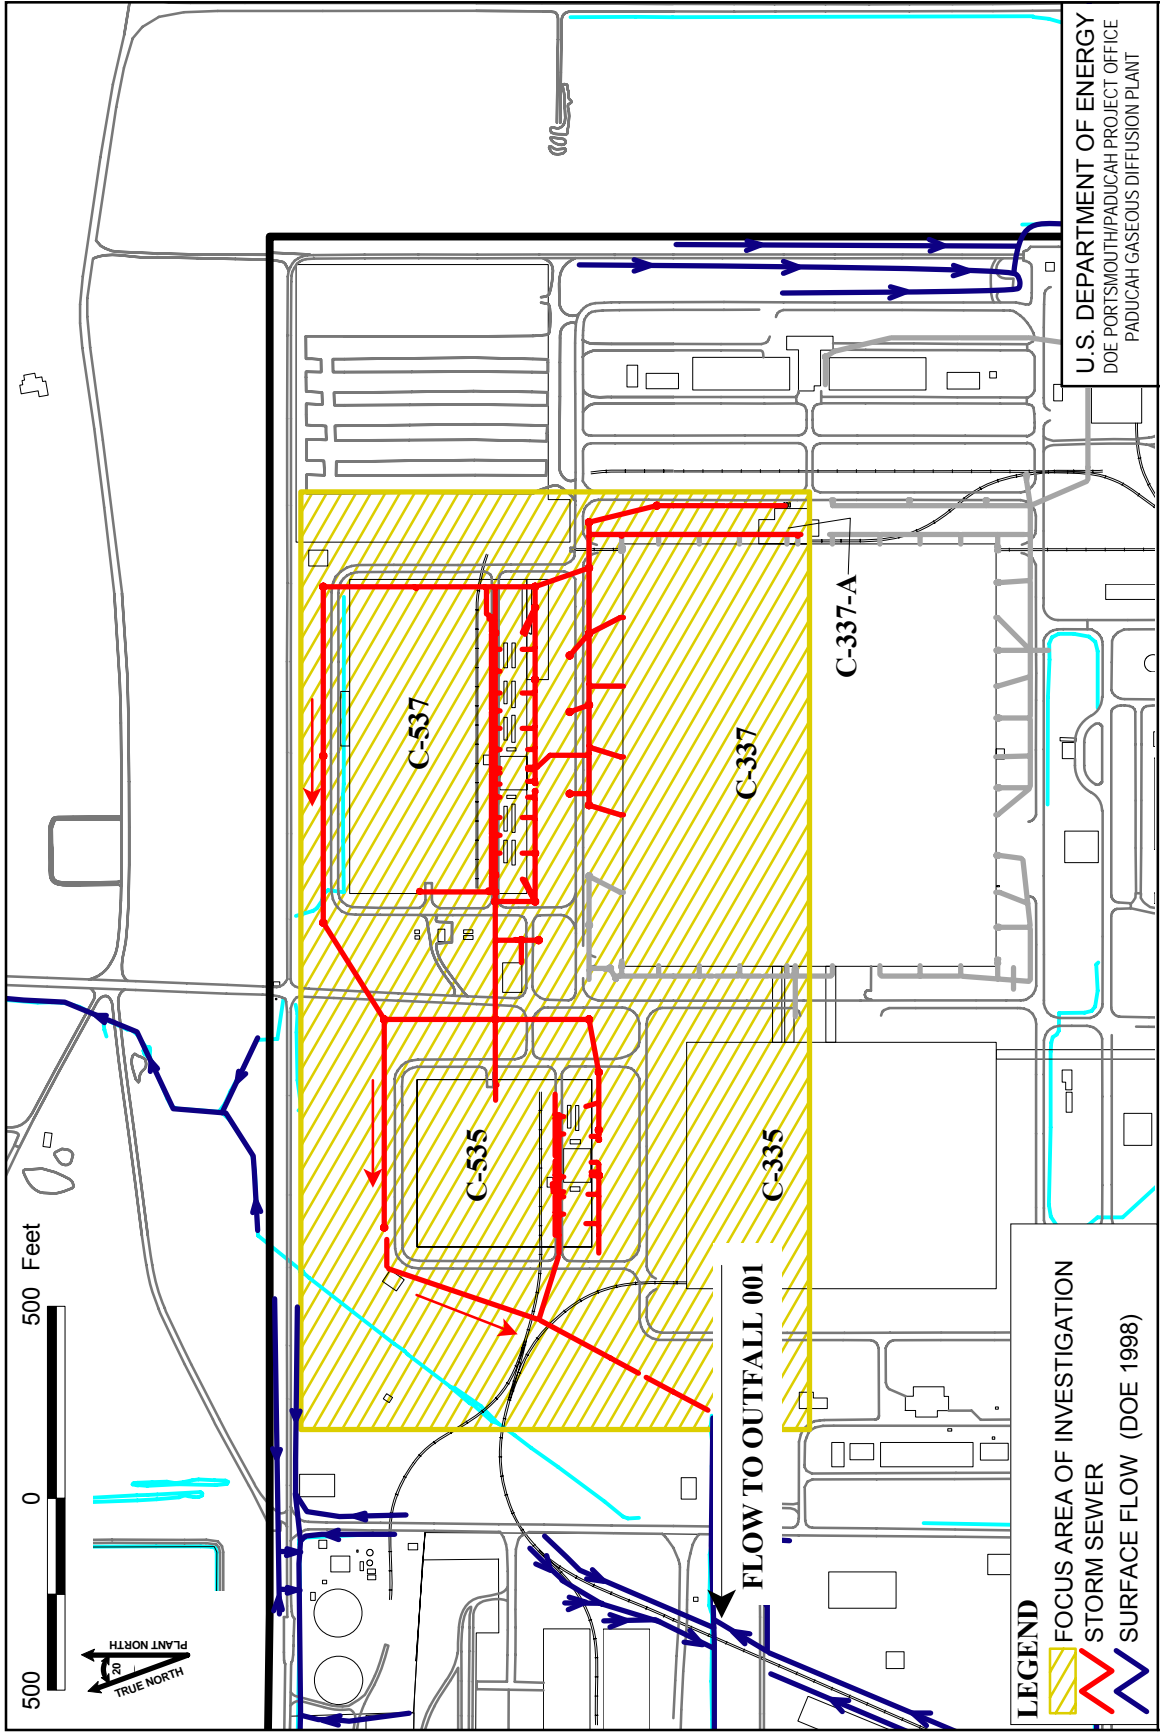 500 0 500 Feet
PLANT NORTH
20
TRUE NORTH
C-537
C-535
C-337
C-337-A
C-335
FLOW TO OUTFALL 001
LEGEND
FOCUS AREA OF INVESTIGATION
STORM SEWER
SURFACE FLOW (DOE 1998)
U.S. DEPARTMENT OF ENERGY
DOE PORTSMOUTH/PADUCAH PROJECT OFFICE
PADUCAH GASEOUS DIFFUSION PLANT